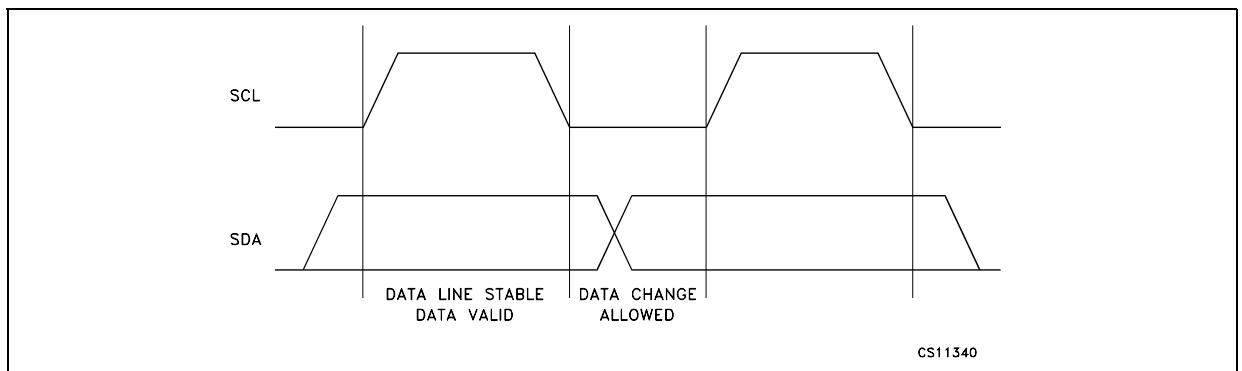 SCL
SDA
DATA LINE STABLE
DATA VALID
DATA CHANGE
ALLOWED
CS11340